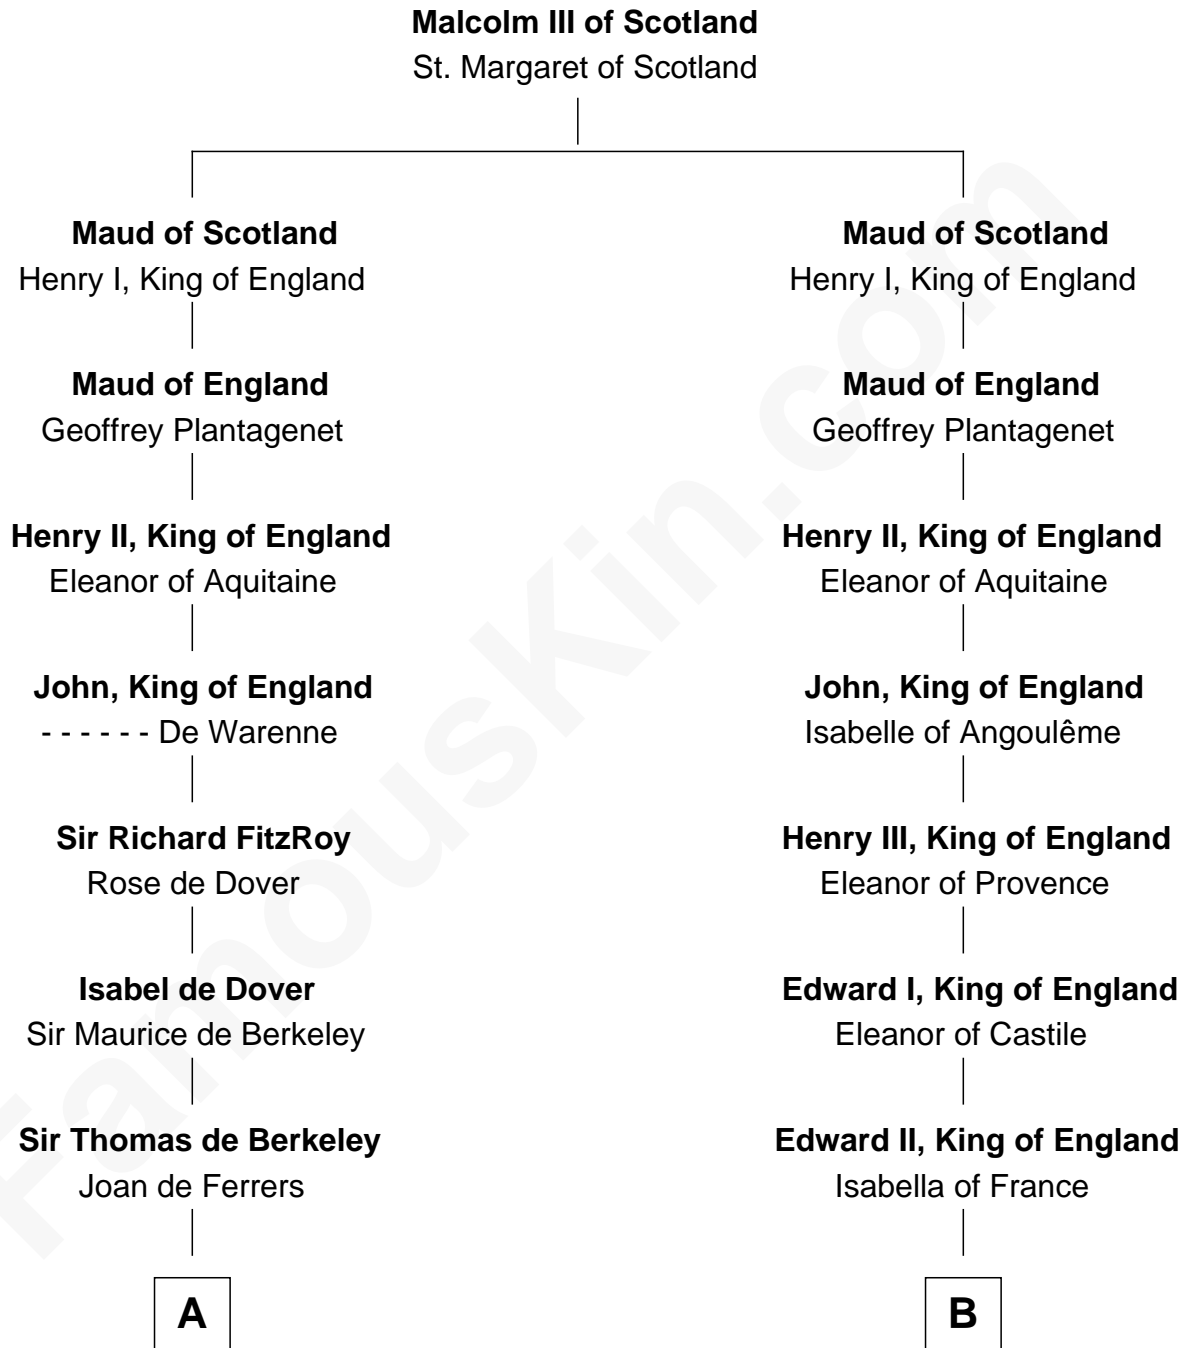 Malcolm III of Scotland
St. Margaret of Scotland
Maud of Scotland
Henry I, King of England
Maud of England
Geoffrey Plantagenet
Henry II, King of England
Eleanor of Aquitaine
John, King of England
- - - - - - De Warenne
Sir Richard FitzRoy
Rose de Dover
Isabel de Dover
Sir Maurice de Berkeley
Sir Thomas de Berkeley
Joan de Ferrers
A
Maud of Scotland
Henry I, King of England
Maud of England
Geoffrey Plantagenet
Henry II, King of England
Eleanor of Aquitaine
John, King of England
Isabelle of Angoulême
Henry III, King of England
Eleanor of Provence
Edward I, King of England
Eleanor of Castile
Edward II, King of England
Isabella of France
B
FamousKin.com